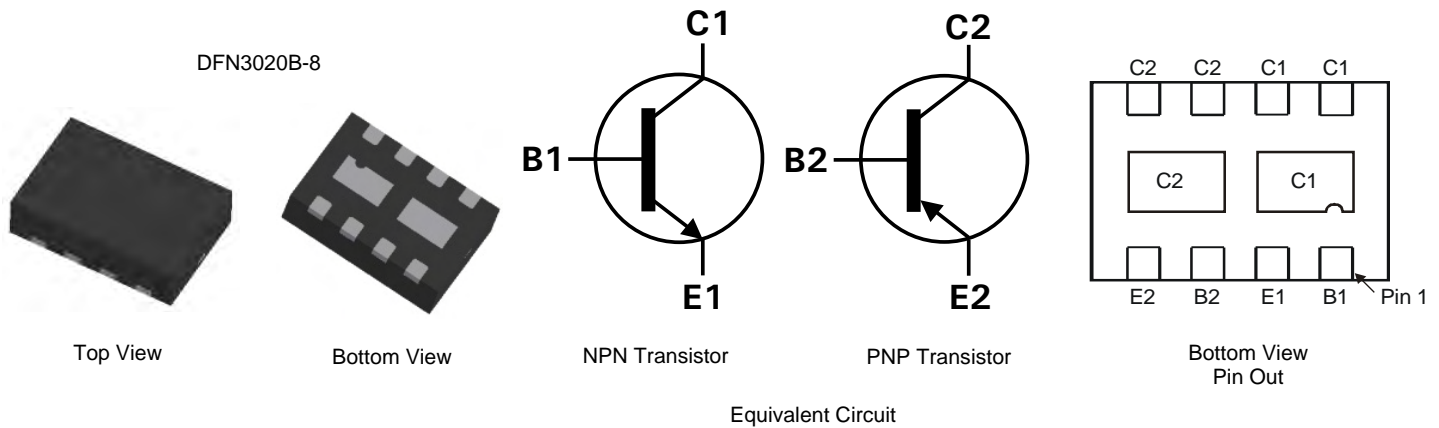 DFN3020B-8
Top View
Bottom View
C1
B1
E1
NPN Transistor
C2
B2
E2
PNP Transistor
Equivalent Circuit
C2 C2 C1 C1
C2 C1
E2 B2 E1 B1 Pin 1
Bottom View
Pin Out